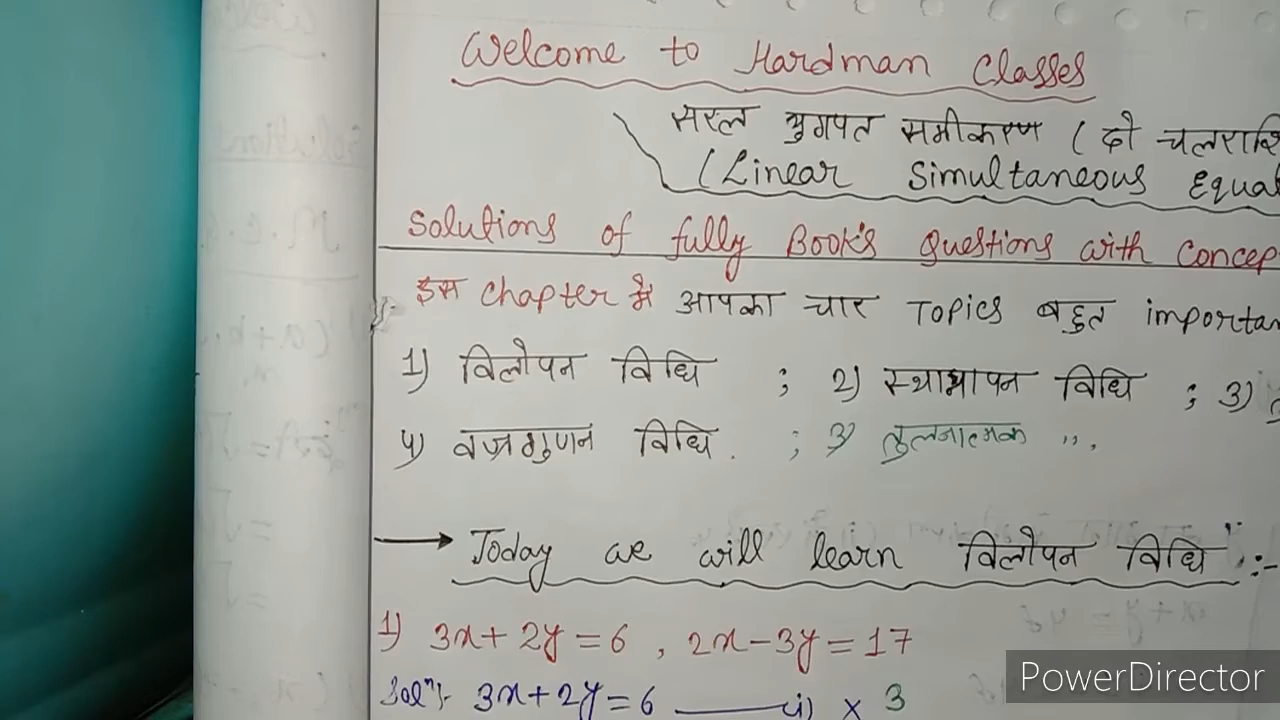 Welcome to Hardman Classes
सरल युगपत समीकरण ( दो चलराशि
(Linear Simultaneous Equa
Solutions of fully Book's Questions with Concep
इस Chapter में आपका चार Topics बहुत importan
1) विलोपन विधि ; 2) स्थानापन विधि ; 3)
4) वज्रगुणन विधि . ; 3) तुलनात्मक ,, .
→ Today we will learn विलोपन विधि :-
1) 3x + 2y = 6 , 2x - 3y = 17
Solⁿ:- 3x + 2y = 6 —— i) × 3
PowerDirector